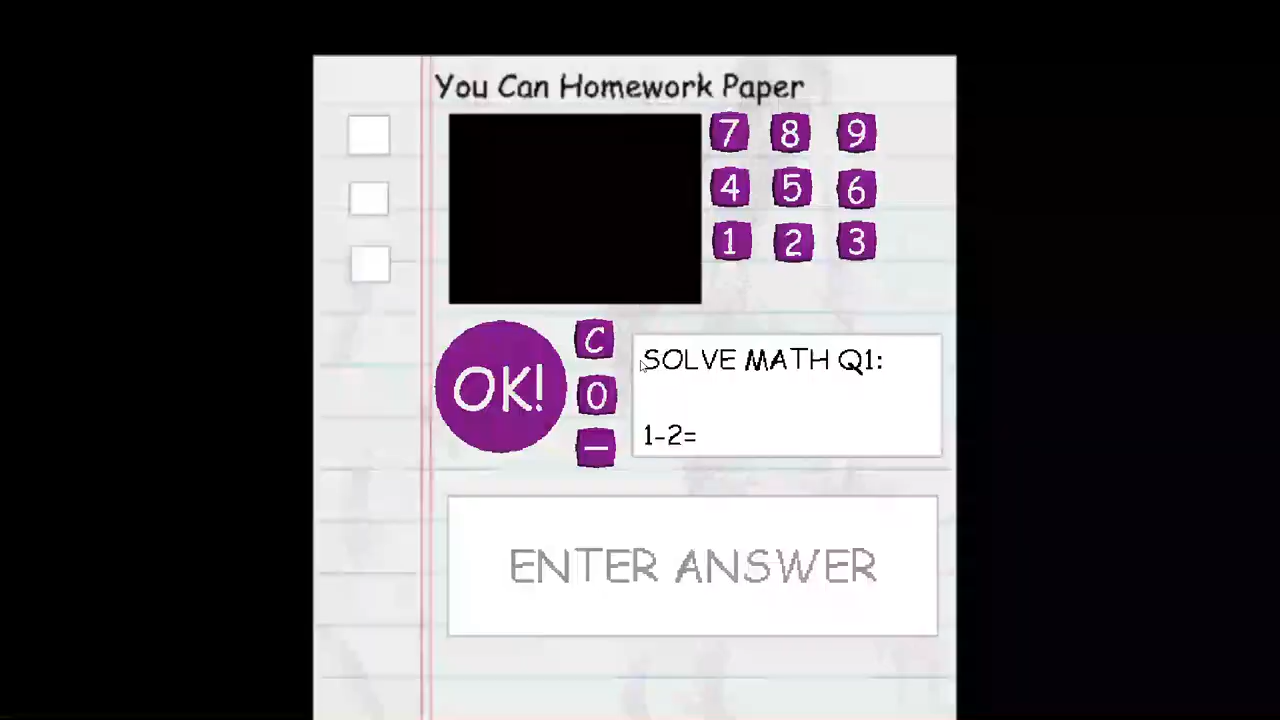 You Can Homework Paper
7 8 9
4 5 6
1 2 3
OK!
C
0
–
SOLVE MATH Q1:
1-2=
ENTER ANSWER